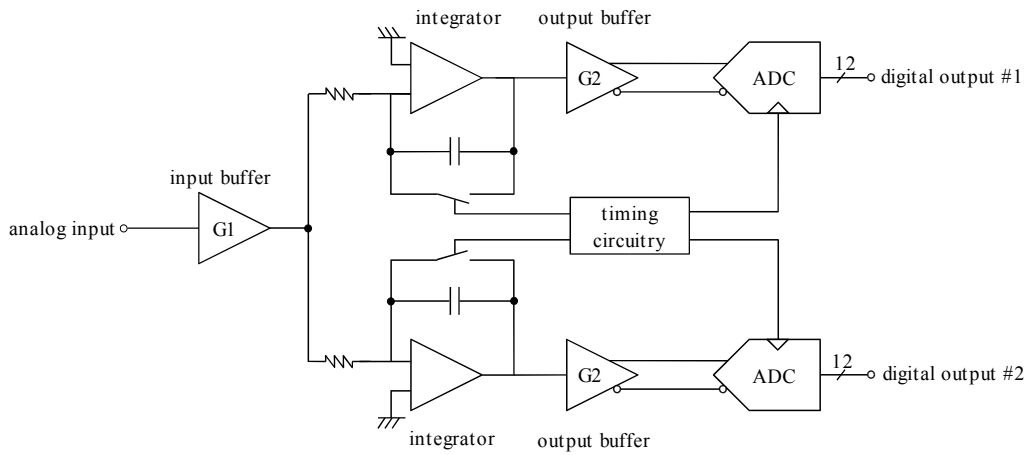 integrator
output buffer
G2
ADC
12
digital output #1
input buffer
analog input
G1
timing
circuitry
G2
ADC
12
digital output #2
integrator
output buffer